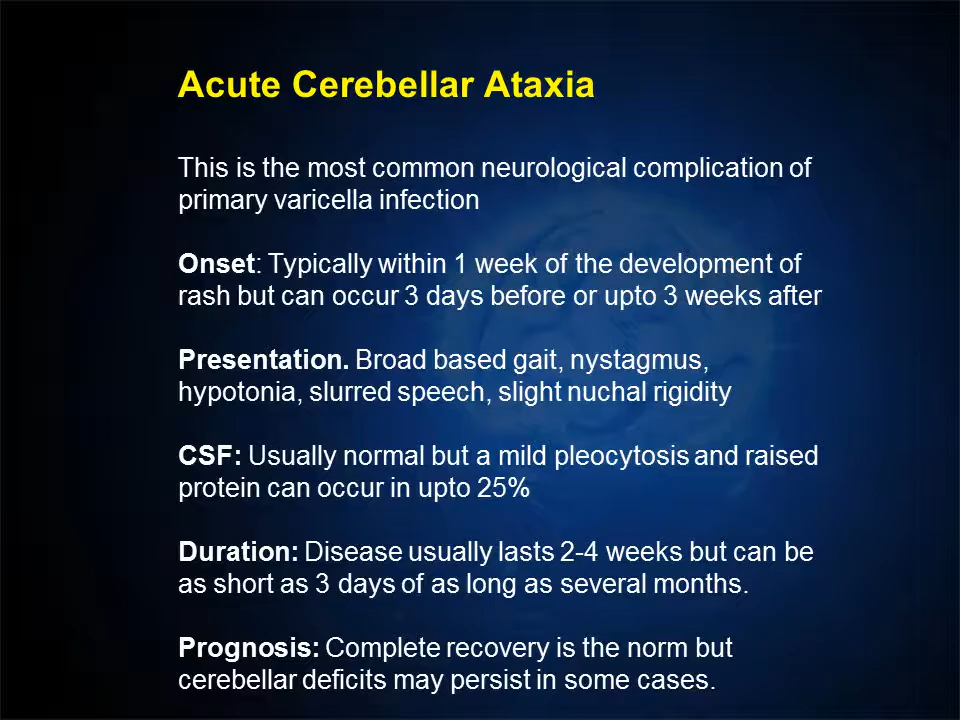 Acute Cerebellar Ataxia
This is the most common neurological complication of
primary varicella infection
Onset: Typically within 1 week of the development of
rash but can occur 3 days before or upto 3 weeks after
Presentation. Broad based gait, nystagmus,
hypotonia, slurred speech, slight nuchal rigidity
CSF: Usually normal but a mild pleocytosis and raised
protein can occur in upto 25%
Duration: Disease usually lasts 2-4 weeks but can be
as short as 3 days of as long as several months.
Prognosis: Complete recovery is the norm but
cerebellar deficits may persist in some cases.